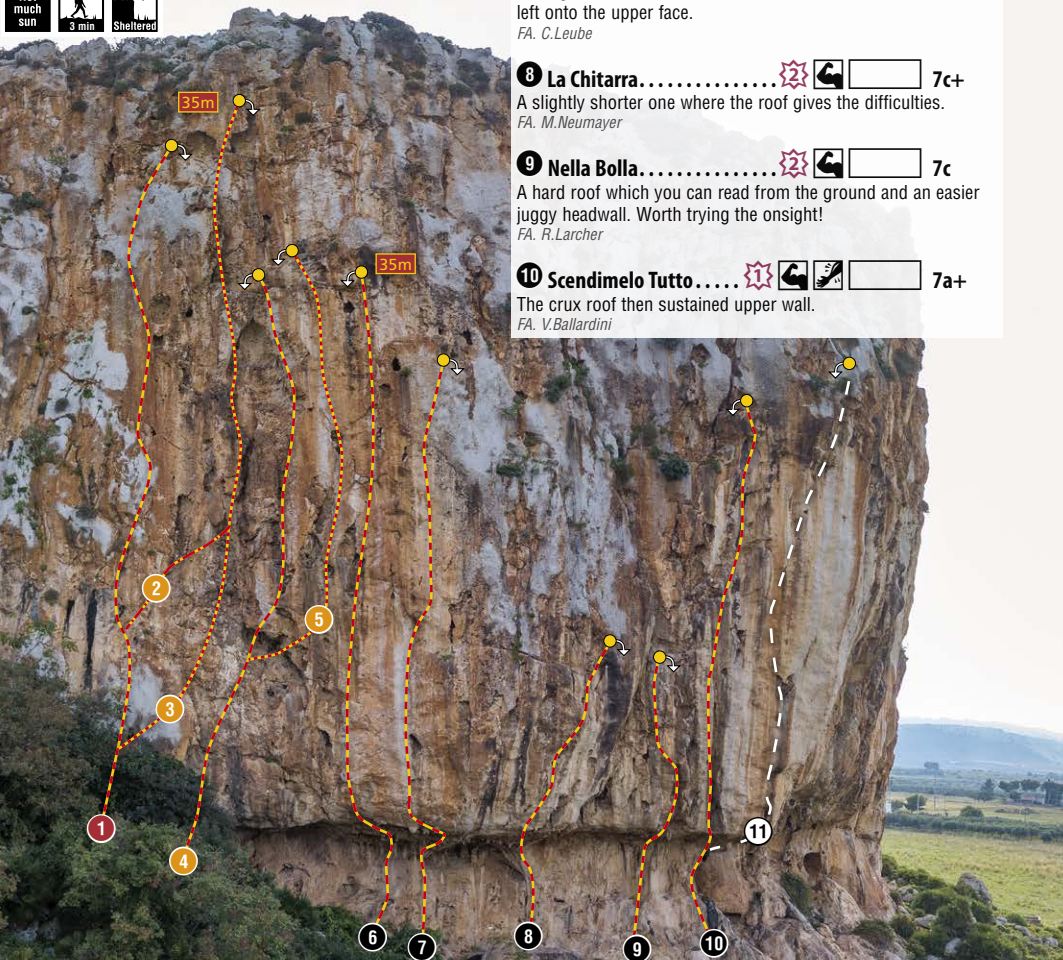 much
sun
3 min
Sheltered
left onto the upper face.
FA. C.Leube
8 La Chitarra............... 2 7c+
A slightly shorter one where the roof gives the difficulties.
FA. M.Neumayer
9 Nella Bolla............... 2 7c
A hard roof which you can read from the ground and an easier
juggy headwall. Worth trying the onsight!
FA. R.Larcher
10 Scendimelo Tutto..... 1 7a+
The crux roof then sustained upper wall.
FA. V.Ballardini
35m
35m
2
5
3
1
4
11
6
7
8
9
10